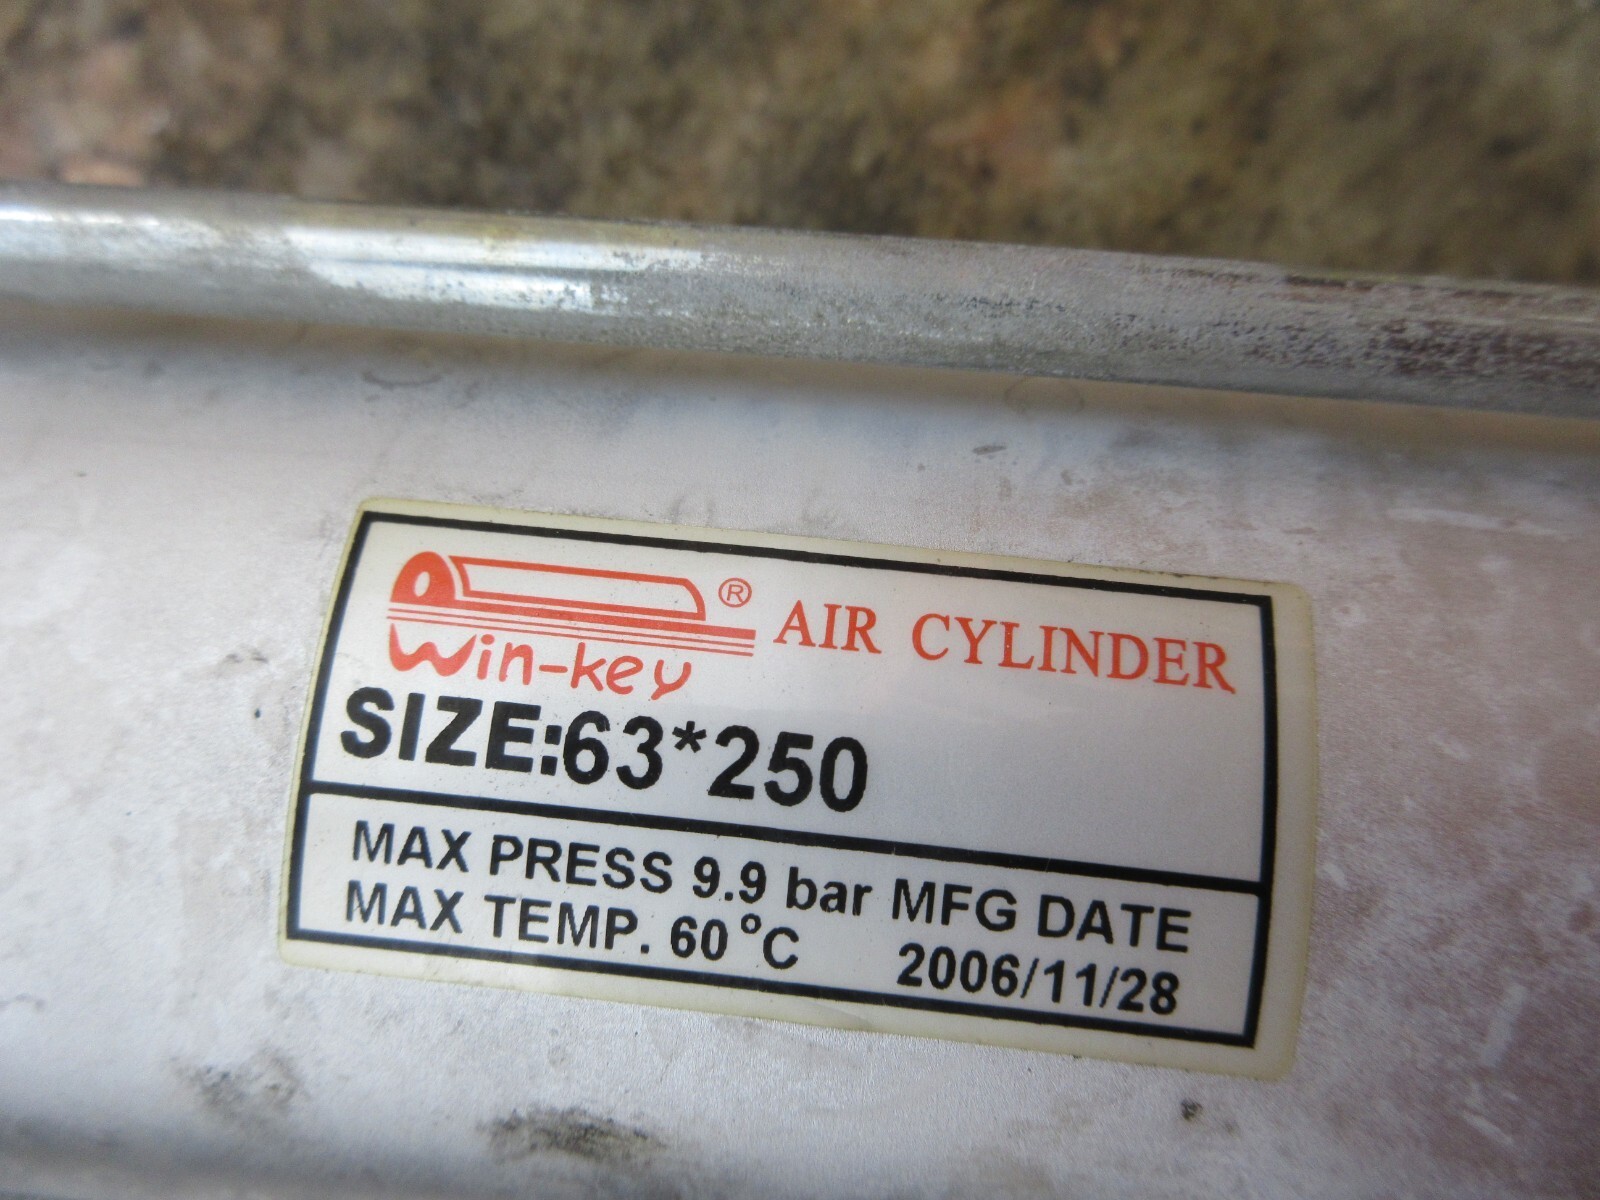 Win-key ® AIR CYLINDER
SIZE:63*250
MAX PRESS 9.9 bar MFG DATE
MAX TEMP. 60°C 2006/11/28